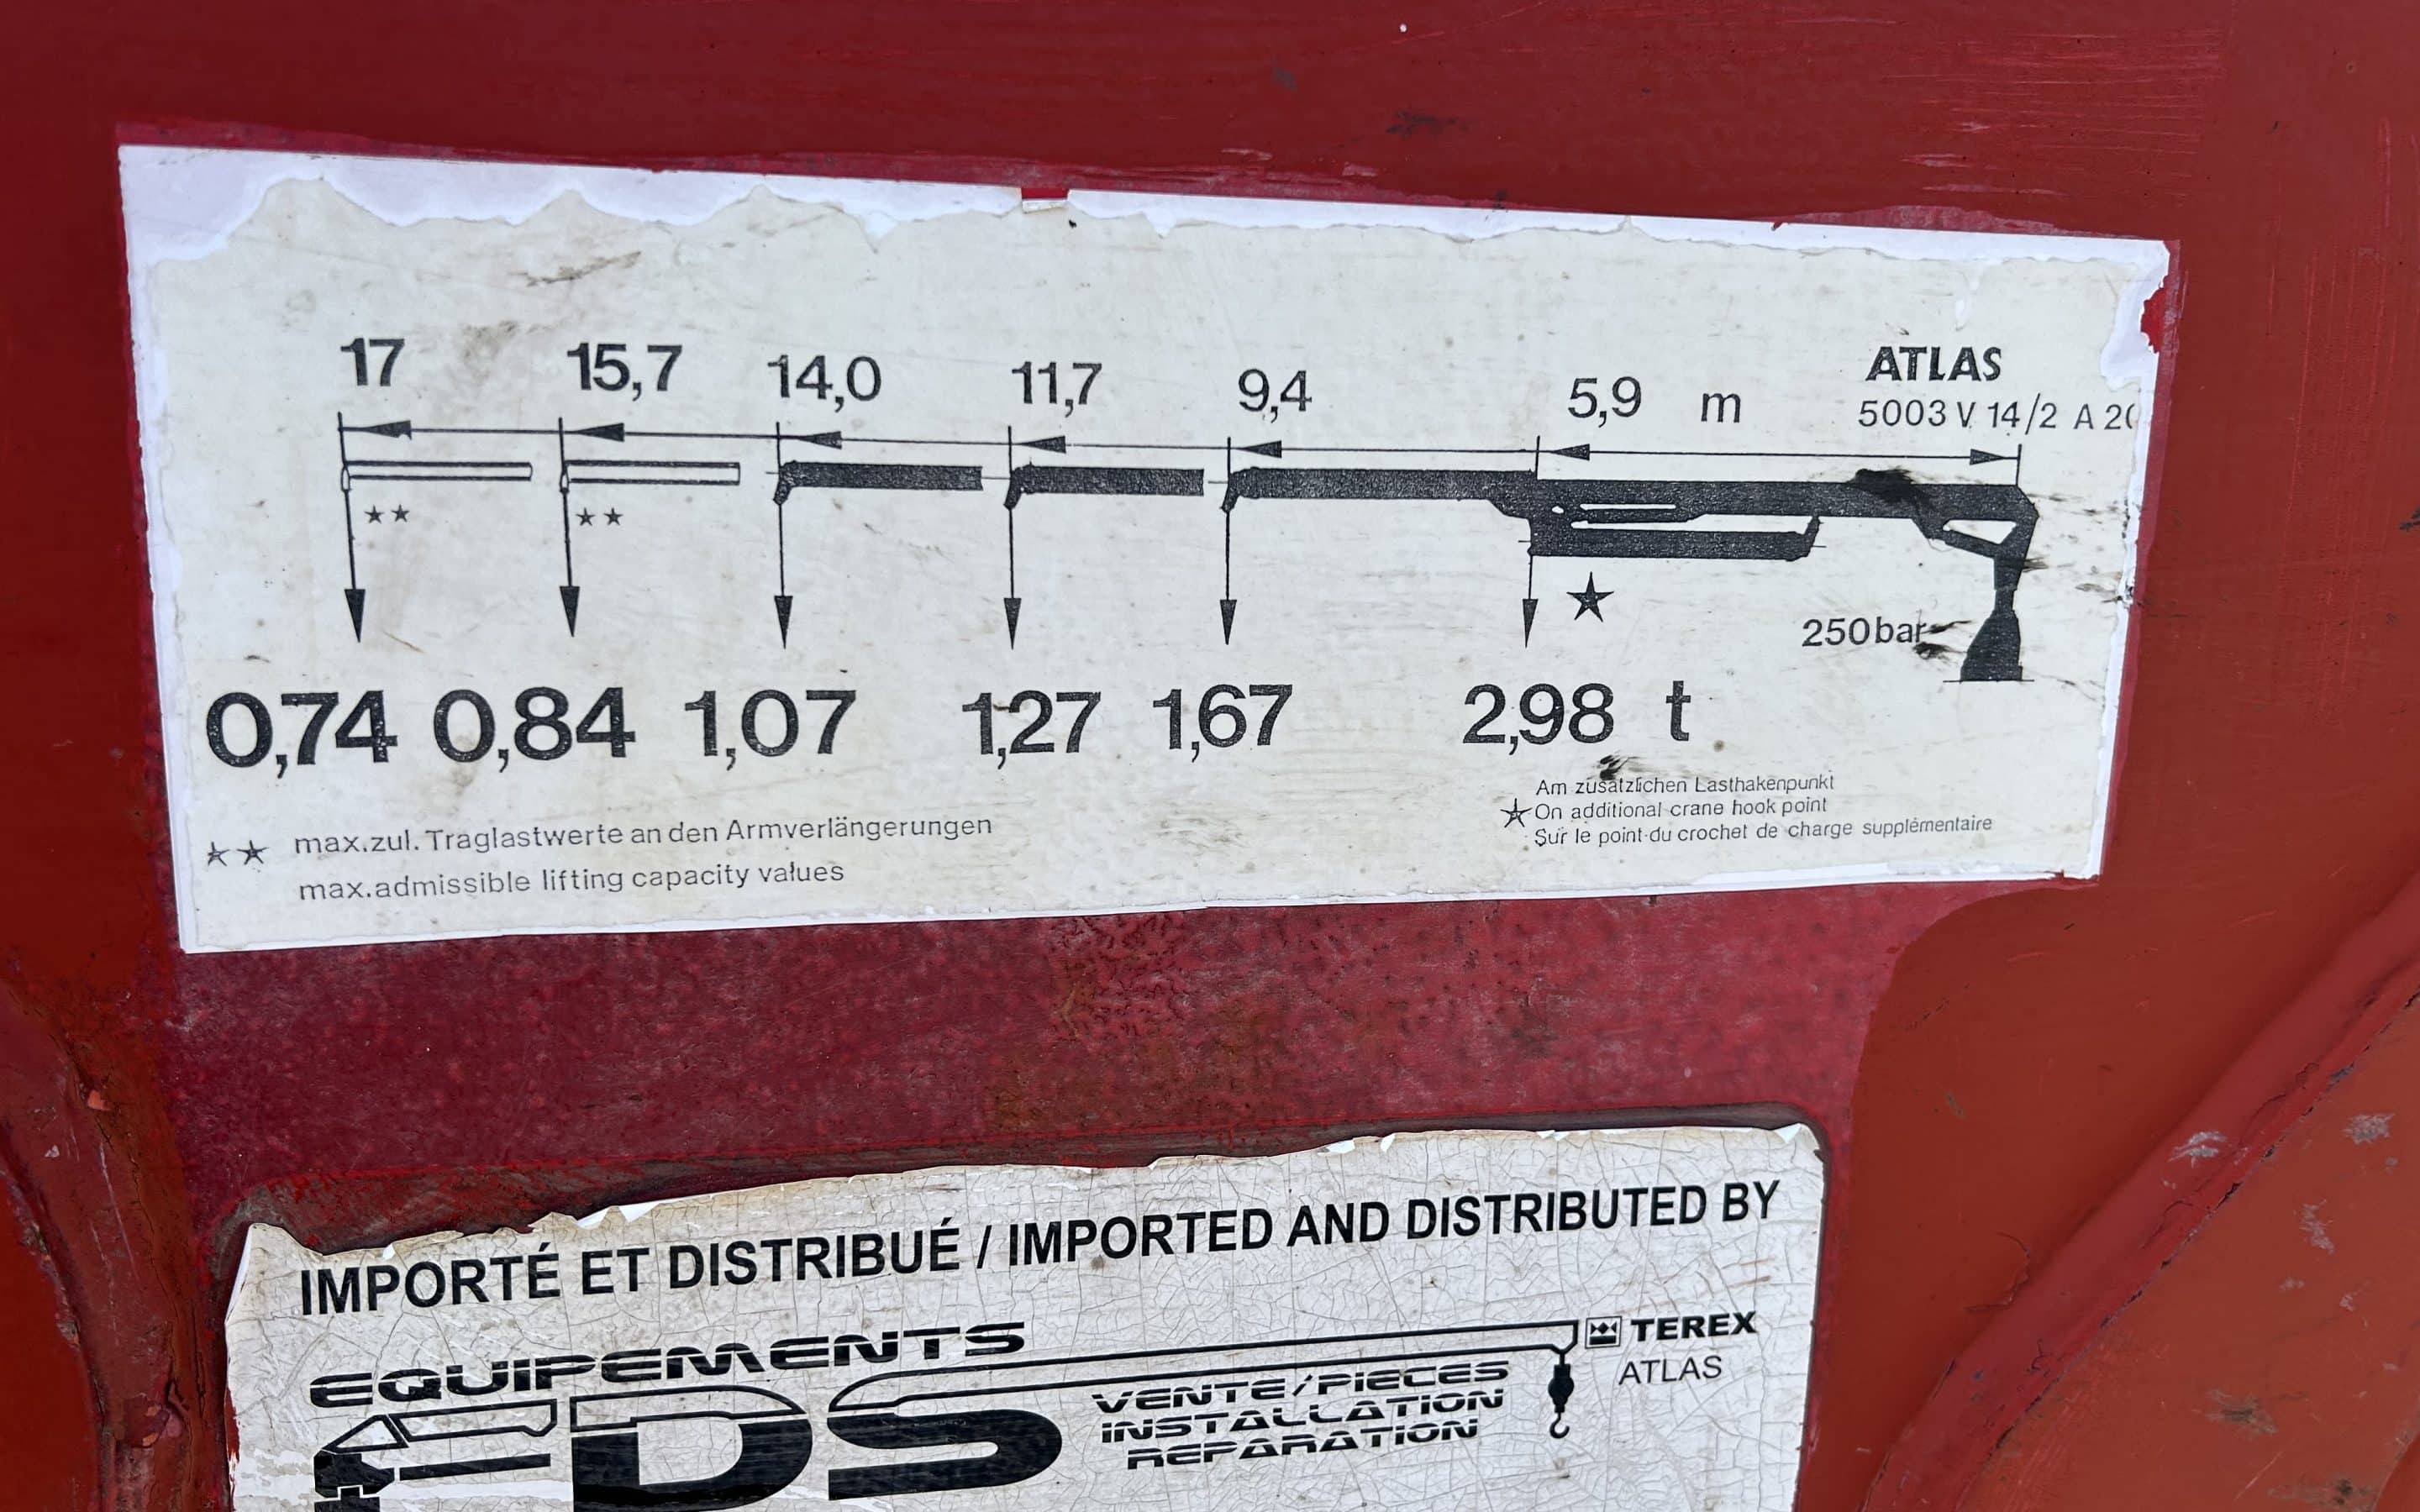 17 15,7 14,0 11,7 9,4 5,9 m
ATLAS
5003 V 14/2 A
★★ ★★
★
250bar
0,74 0,84 1,07 1,27 1,67 2,98 t
★★ max.zul. Traglastwerte an den Armverlängerungen
max.admissible lifting capacity values
Am zusätzlichen Lasthakenpunkt
★ On additional crane hook point
Sur le point du crochet de charge supplémentaire
IMPORTÉ ET DISTRIBUÉ / IMPORTED AND DISTRIBUTED BY
EQUIPEMENTS
FDS
VENTE/PIECES
INSTALLATION
REPARATION
TEREX
ATLAS